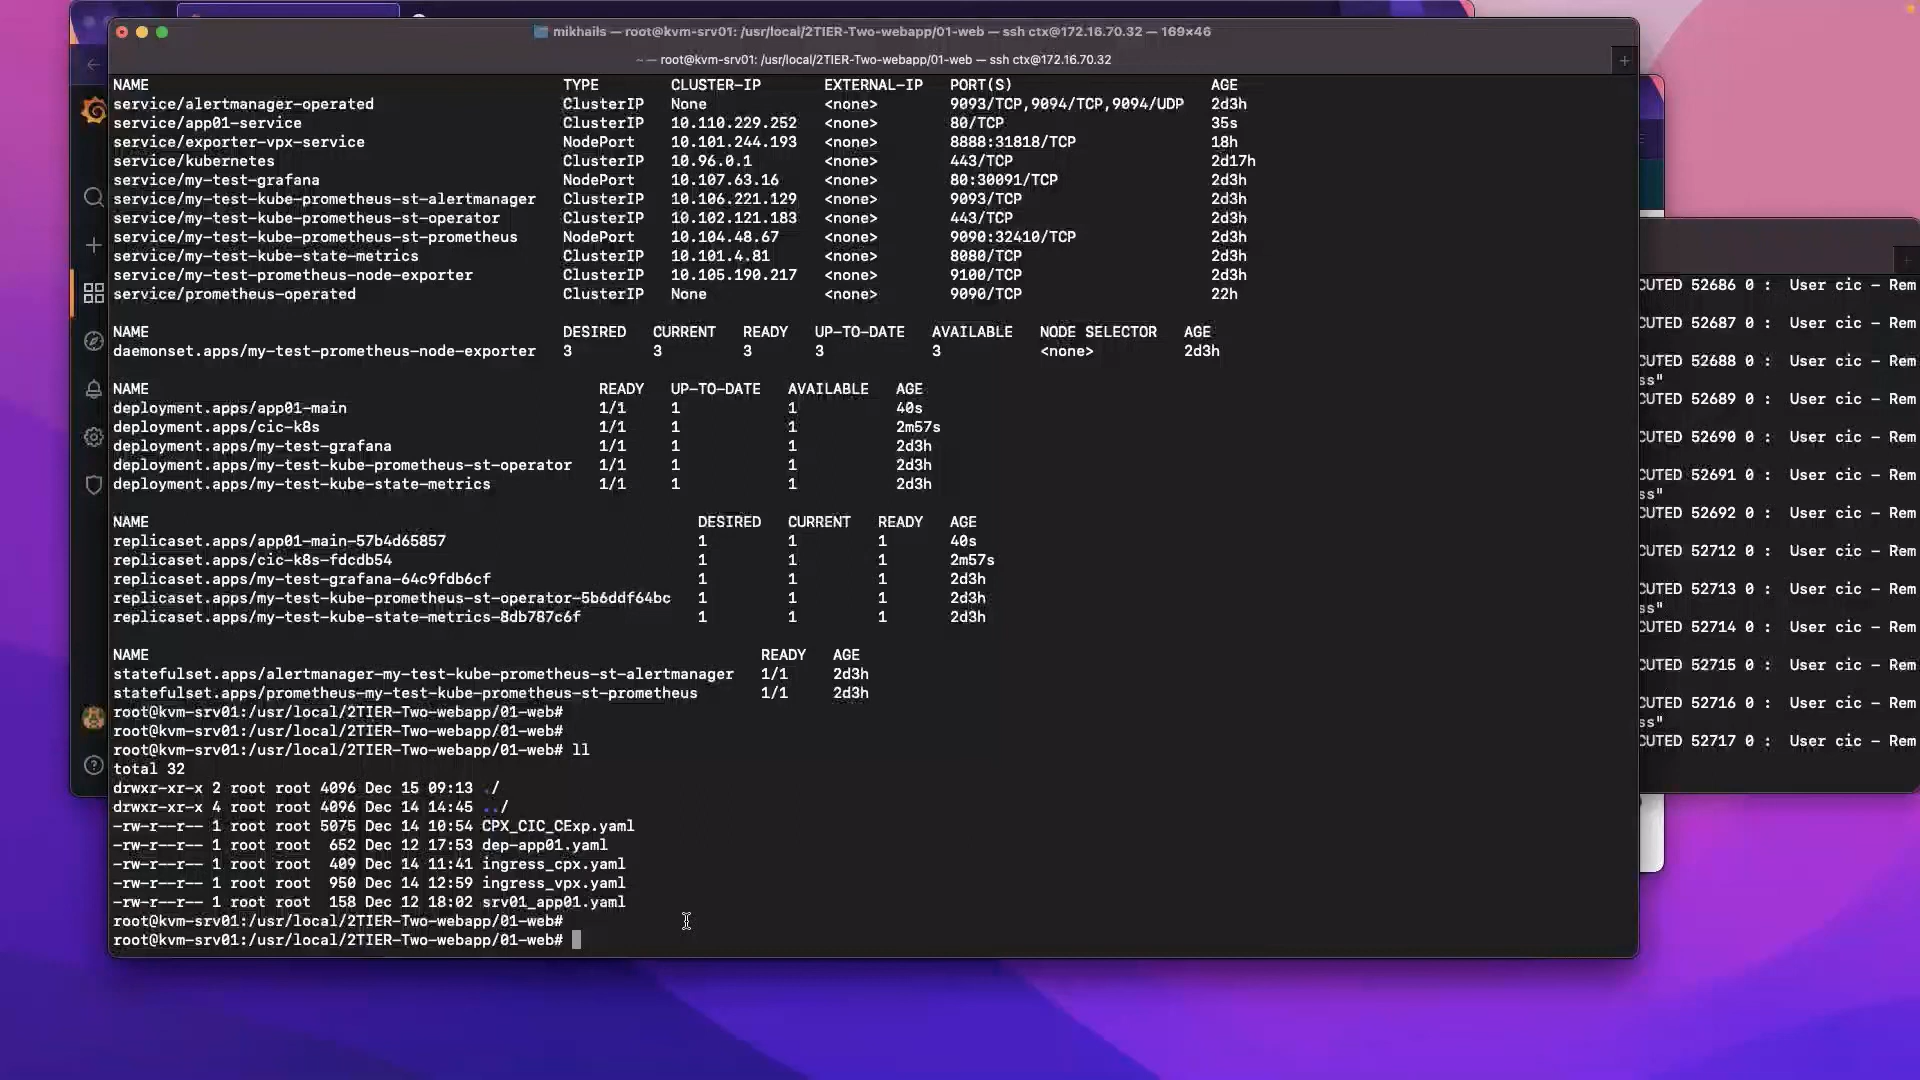 mikhails — root@kvm-srv01: /usr/local/2TIER-Two-webapp/01-web — ssh ctx@172.16.70.32 — 169×46
~ — root@kvm-srv01: /usr/local/2TIER-Two-webapp/01-web — ssh ctx@172.16.70.32
NAME TYPE CLUSTER-IP EXTERNAL-IP PORT(S) AGE
service/alertmanager-operated ClusterIP None <none> 9093/TCP,9094/TCP,9094/UDP 2d3h
service/app01-service ClusterIP 10.110.229.252 <none> 80/TCP 35s
service/exporter-vpx-service NodePort 10.101.244.193 <none> 8888:31818/TCP 18h
service/kubernetes ClusterIP 10.96.0.1 <none> 443/TCP 2d17h
service/my-test-grafana NodePort 10.107.63.16 <none> 80:30091/TCP 2d3h
service/my-test-kube-prometheus-st-alertmanager ClusterIP 10.106.221.129 <none> 9093/TCP 2d3h
service/my-test-kube-prometheus-st-operator ClusterIP 10.102.121.183 <none> 443/TCP 2d3h
service/my-test-kube-prometheus-st-prometheus NodePort 10.104.48.67 <none> 9090:32410/TCP 2d3h
service/my-test-kube-state-metrics ClusterIP 10.101.4.81 <none> 8080/TCP 2d3h
service/my-test-prometheus-node-exporter ClusterIP 10.105.190.217 <none> 9100/TCP 2d3h
service/prometheus-operated ClusterIP None <none> 9090/TCP 22h
NAME DESIRED CURRENT READY UP-TO-DATE AVAILABLE NODE SELECTOR AGE
daemonset.apps/my-test-prometheus-node-exporter 3 3 3 3 3 <none> 2d3h
NAME READY UP-TO-DATE AVAILABLE AGE
deployment.apps/app01-main 1/1 1 1 40s
deployment.apps/cic-k8s 1/1 1 1 2m57s
deployment.apps/my-test-grafana 1/1 1 1 2d3h
deployment.apps/my-test-kube-prometheus-st-operator 1/1 1 1 2d3h
deployment.apps/my-test-kube-state-metrics 1/1 1 1 2d3h
NAME DESIRED CURRENT READY AGE
replicaset.apps/app01-main-57b4d65857 1 1 1 40s
replicaset.apps/cic-k8s-fdcdb54 1 1 1 2m57s
replicaset.apps/my-test-grafana-64c9fdb6cf 1 1 1 2d3h
replicaset.apps/my-test-kube-prometheus-st-operator-5b6ddf64bc 1 1 1 2d3h
replicaset.apps/my-test-kube-state-metrics-8db787c6f 1 1 1 2d3h
NAME READY AGE
statefulset.apps/alertmanager-my-test-kube-prometheus-st-alertmanager 1/1 2d3h
statefulset.apps/prometheus-my-test-kube-prometheus-st-prometheus 1/1 2d3h
root@kvm-srv01:/usr/local/2TIER-Two-webapp/01-web#
root@kvm-srv01:/usr/local/2TIER-Two-webapp/01-web#
root@kvm-srv01:/usr/local/2TIER-Two-webapp/01-web# ll
total 32
drwxr-xr-x 2 root root 4096 Dec 15 09:13 ./
drwxr-xr-x 4 root root 4096 Dec 14 14:45 ../
-rw-r--r-- 1 root root 5075 Dec 14 10:54 CPX_CIC_CExp.yaml
-rw-r--r-- 1 root root 652 Dec 12 17:53 dep-app01.yaml
-rw-r--r-- 1 root root 409 Dec 14 11:41 ingress_cpx.yaml
-rw-r--r-- 1 root root 950 Dec 14 12:59 ingress_vpx.yaml
-rw-r--r-- 1 root root 158 Dec 12 18:02 srv01_app01.yaml
root@kvm-srv01:/usr/local/2TIER-Two-webapp/01-web#
root@kvm-srv01:/usr/local/2TIER-Two-webapp/01-web#
CUTED 52686 0 : User cic - Rem
CUTED 52687 0 : User cic - Rem
CUTED 52688 0 : User cic - Rem
ss"
CUTED 52689 0 : User cic - Rem
CUTED 52690 0 : User cic - Rem
CUTED 52691 0 : User cic - Rem
ss"
CUTED 52692 0 : User cic - Rem
CUTED 52712 0 : User cic - Rem
CUTED 52713 0 : User cic - Rem
ss"
CUTED 52714 0 : User cic - Rem
CUTED 52715 0 : User cic - Rem
CUTED 52716 0 : User cic - Rem
ss"
CUTED 52717 0 : User cic - Rem